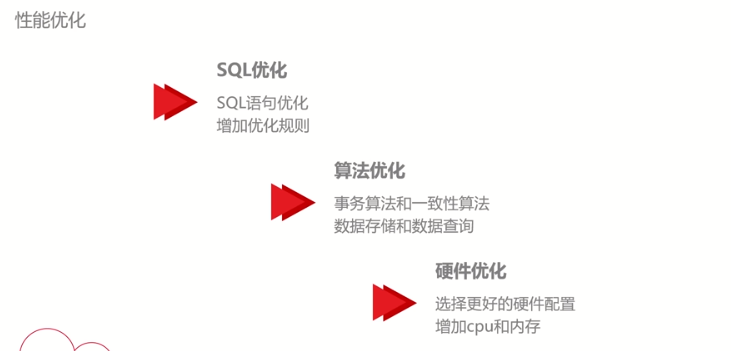 性能优化
SQL优化
SQL语句优化
增加优化规则
算法优化
事务算法和一致性算法
数据存储和数据查询
硬件优化
选择更好的硬件配置
增加cpu和内存